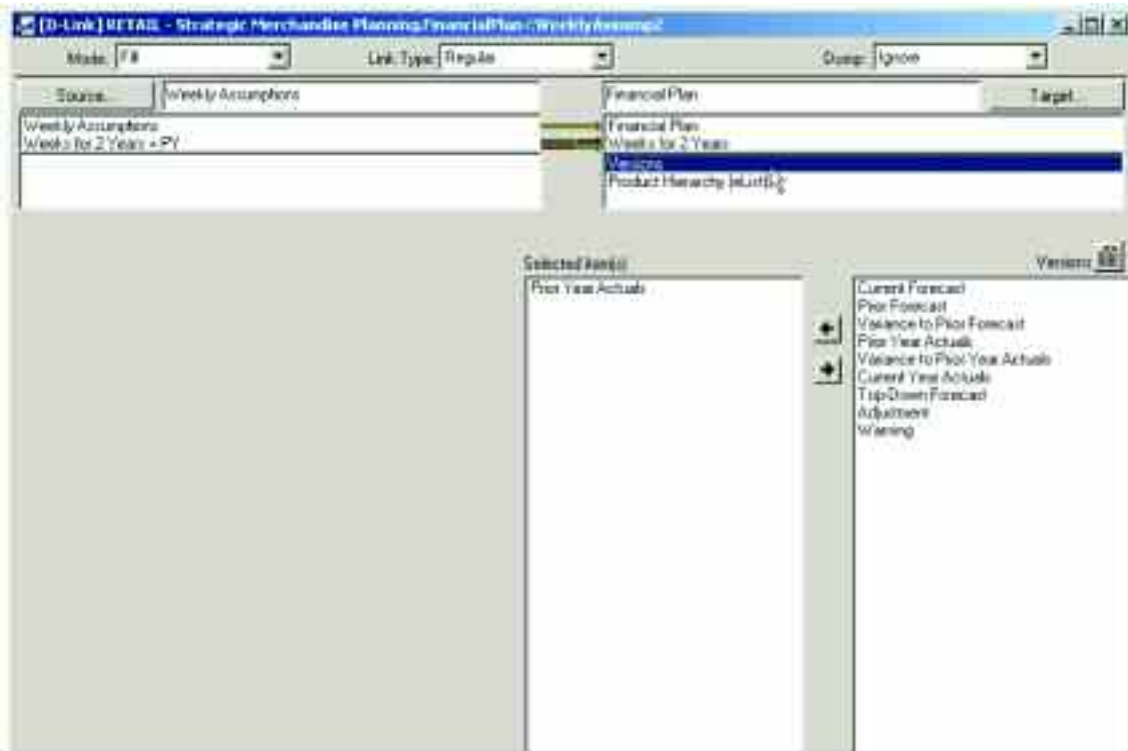 [D-Link] RETAIL - Strategic Merchandise Planning.FinancialPlan
Mode: Fill Link Type: Regular Dump: Ignore
Source... Weekly Assumptions Financial Plan Target...
Weekly Assumptions Financial Plan
Weeks for 2 Years + PY Weeks for 2 Years
Versions
Product Hierarchy
Selected item(s) Versions
Prior Year Actuals Current Forecast
Prior Forecast
Variance to Prior Forecast
Prior Year Actuals
Variance to Prior Year Actuals
Current Year Actuals
Top-Down Forecast
Adjustment
Warning